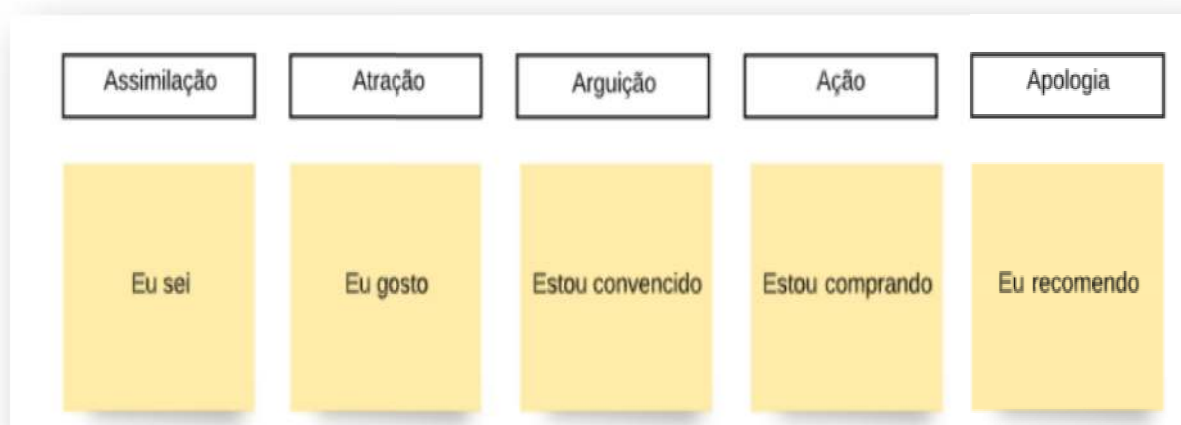 Assimilação
Atração
Arguição
Ação
Apologia
Eu sei
Eu gosto
Estou convencido
Estou comprando
Eu recomendo